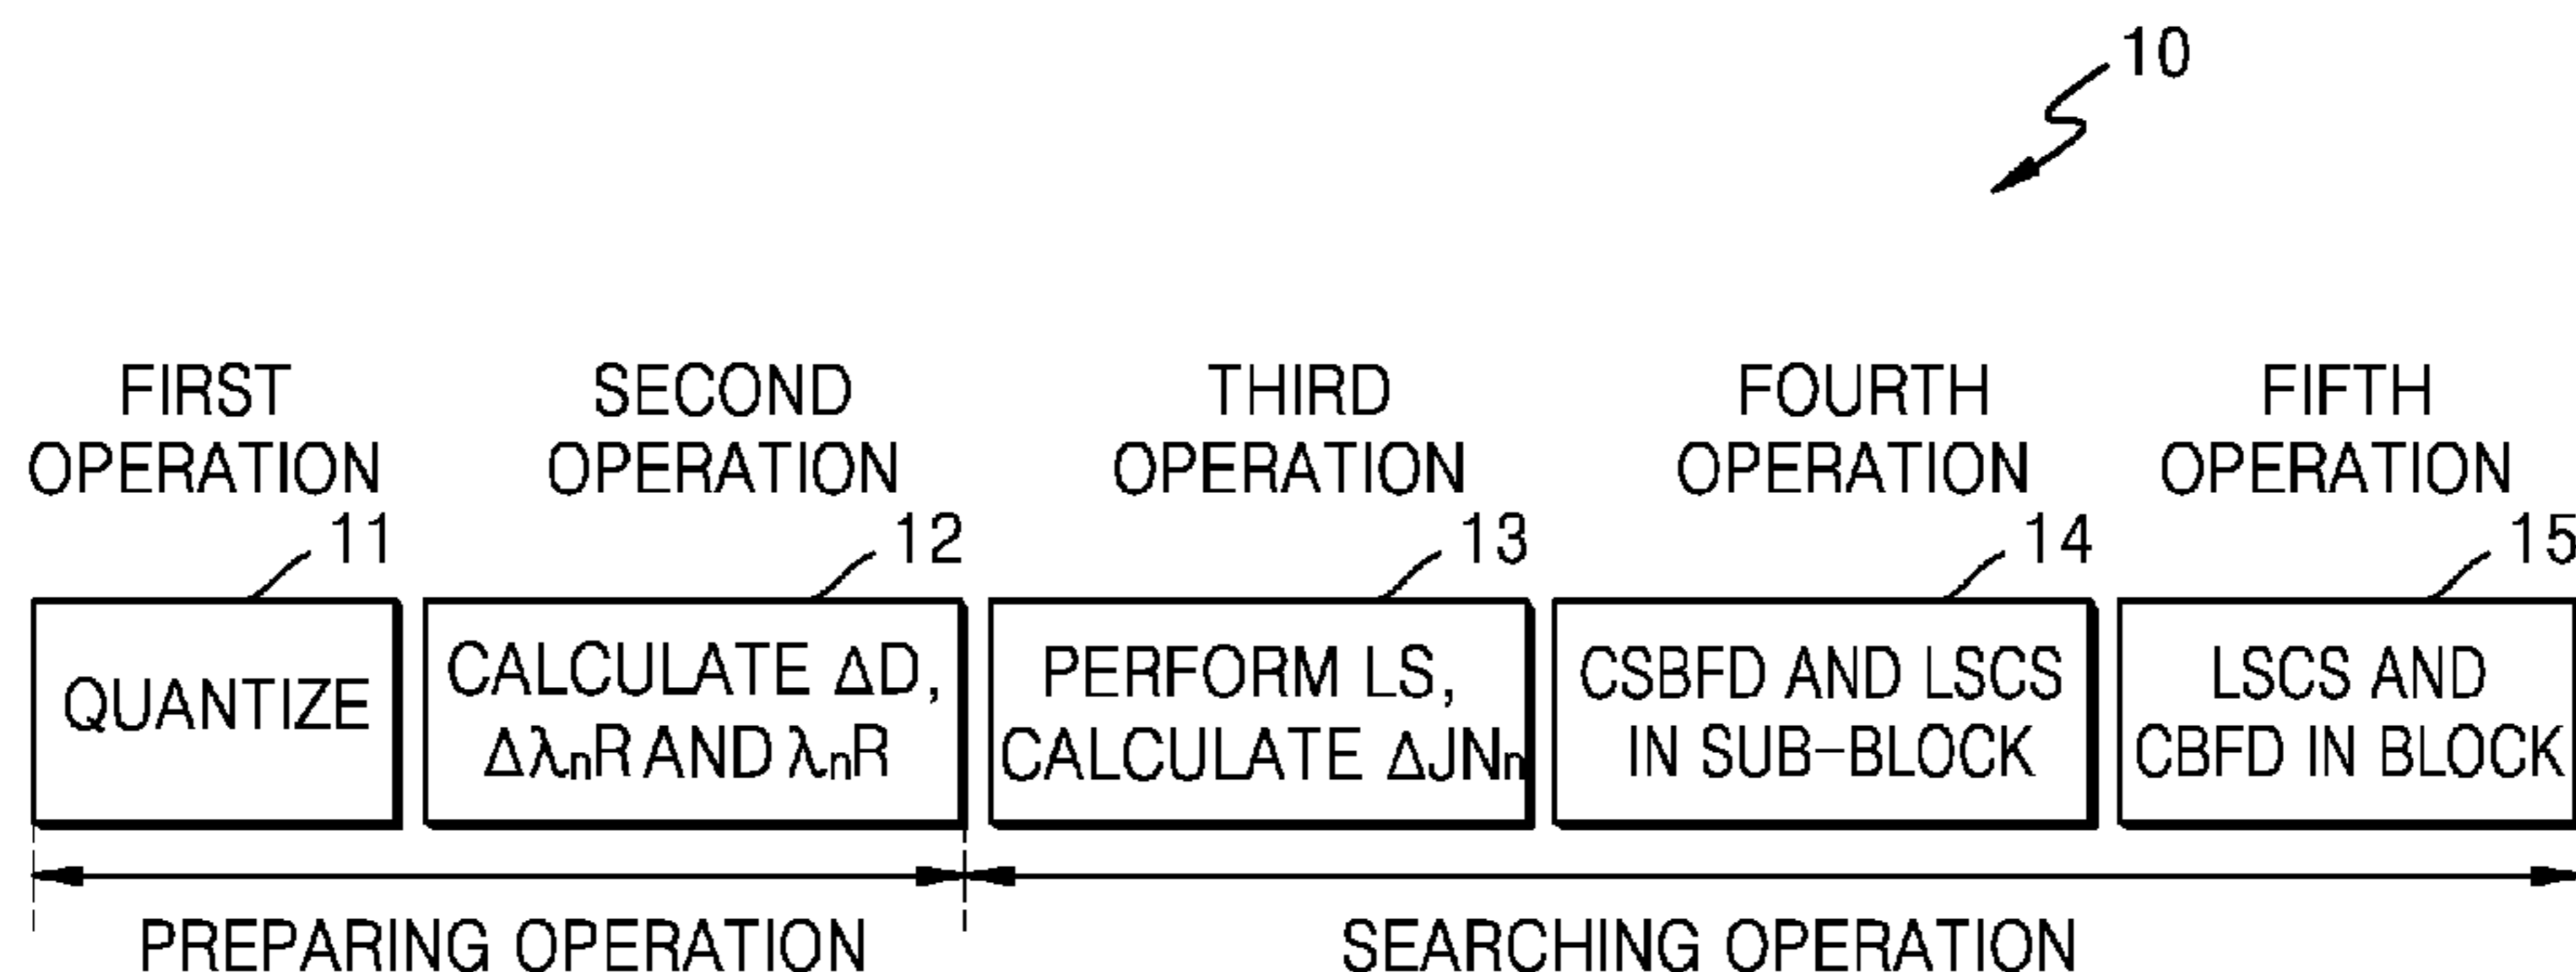 10
FIRST OPERATION
SECOND OPERATION
THIRD OPERATION
FOURTH OPERATION
FIFTH OPERATION
11
12
13
14
15
QUANTIZE
CALCULATE ΔD,
ΔλnR AND λnR
PERFORM LS,
CALCULATE ΔJNn
CSBFD AND LSCS
IN SUB-BLOCK
LSCS AND
CBFD IN BLOCK
PREPARING OPERATION
SEARCHING OPERATION